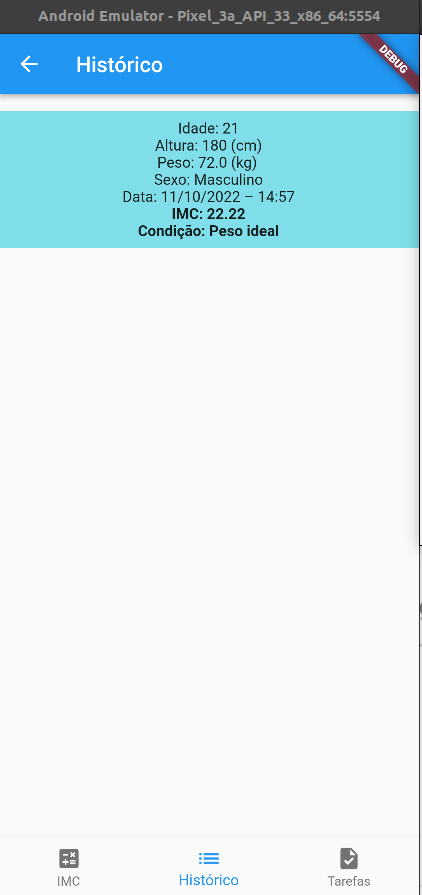 Android Emulator - Pixel_3a_API_33_x86_64:5554
Histórico
DEBUG
Idade: 21
Altura: 180 (cm)
Peso: 72.0 (kg)
Sexo: Masculino
Data: 11/10/2022 – 14:57
IMC: 22.22
Condição: Peso ideal
IMC
Histórico
Tarefas